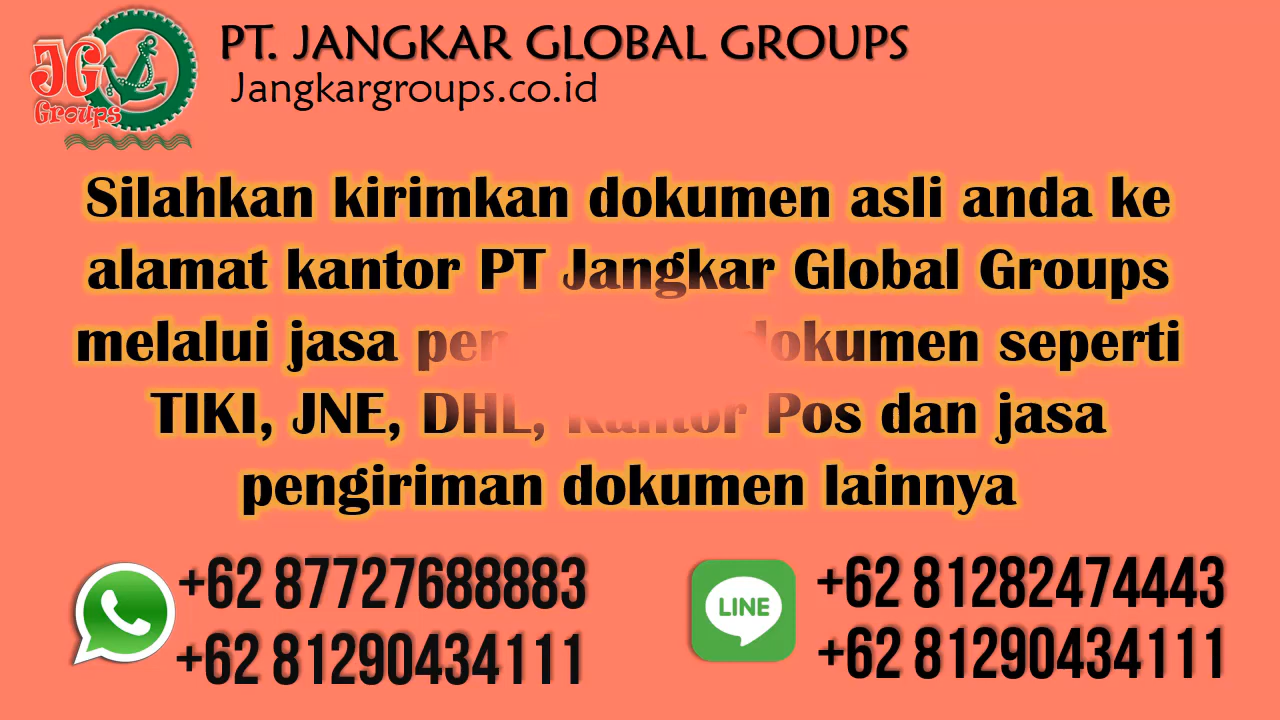 JG
Groups
PT. JANGKAR GLOBAL GROUPS
Jangkargroups.co.id
Silahkan kirimkan dokumen asli anda ke
alamat kantor PT Jangkar Global Groups
melalui jasa dokumen seperti
TIKI, JNE, DHL, Kantor Pos dan jasa
pengiriman dokumen lainnya
+62 87727688883
+62 81290434111
LINE
+62 81282474443
+62 81290434111